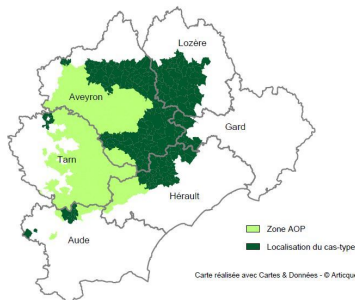 Lozère
Aveyron
Gard
Tarn
Hérault
Zone AOP
Aude
Localisation du cas-type
Carte réalisée avec Cartes & Données - © Articque